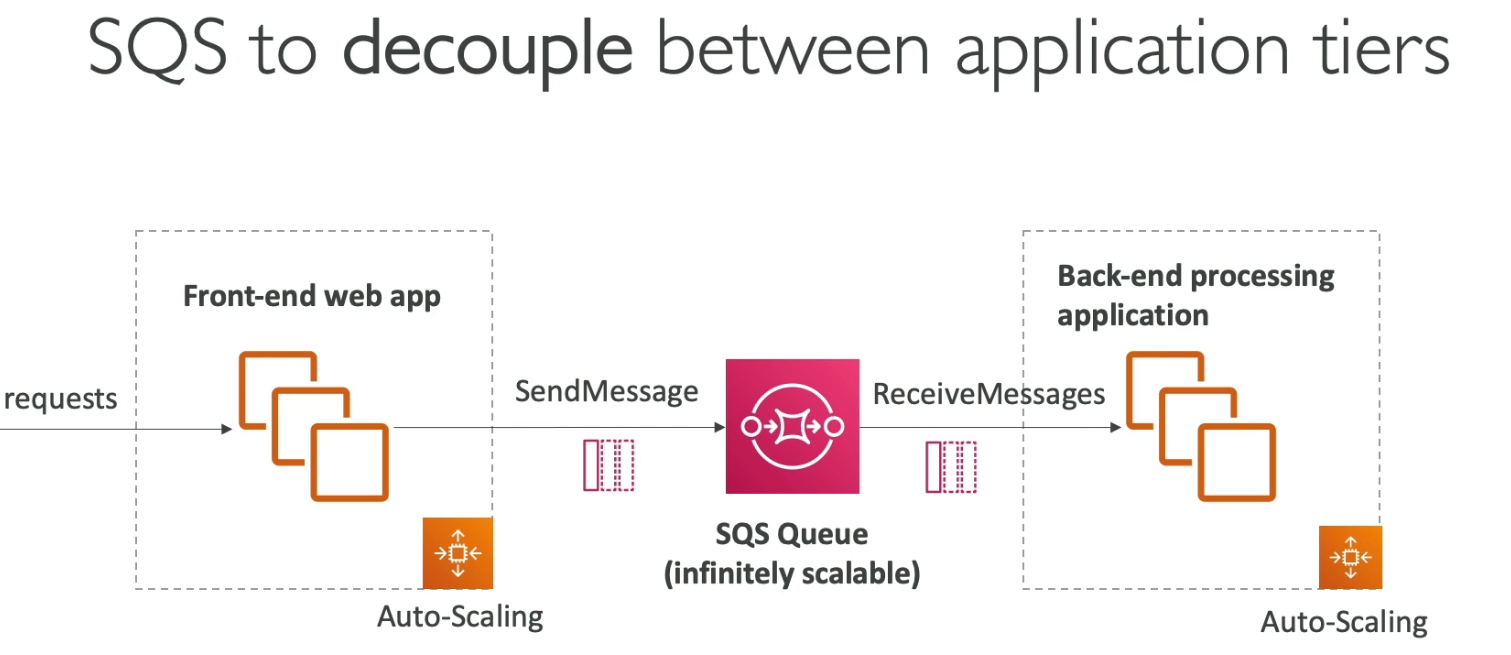 SQS to decouple between application tiers
Front-end web app
Back-end processing
application
requests
SendMessage
ReceiveMessages
SQS Queue
(infinitely scalable)
Auto-Scaling
Auto-Scaling